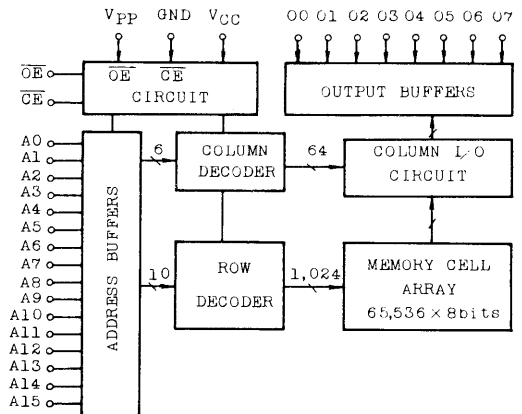 VPP GND VCC
O0 O1 O2 O3 O4 O5 O6 O7
OE
CE
OE CE
CIRCUIT
OUTPUT BUFFERS
A0
A1
A2
A3
A4
A5
A6
A7
A8
A9
A10
A11
A12
A13
A14
A15
ADDRESS BUFFERS
6
COLUMN
DECODER
64
COLUMN I/O
CIRCUIT
10
ROW
DECODER
1,024
MEMORY CELL
ARRAY
65,536 × 8bits